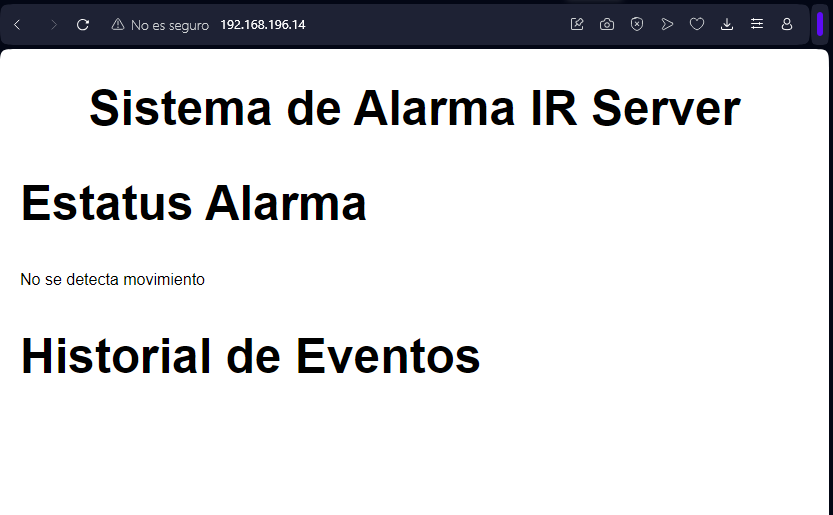 No es seguro 192.168.196.14
Sistema de Alarma IR Server
Estatus Alarma
No se detecta movimiento
Historial de Eventos